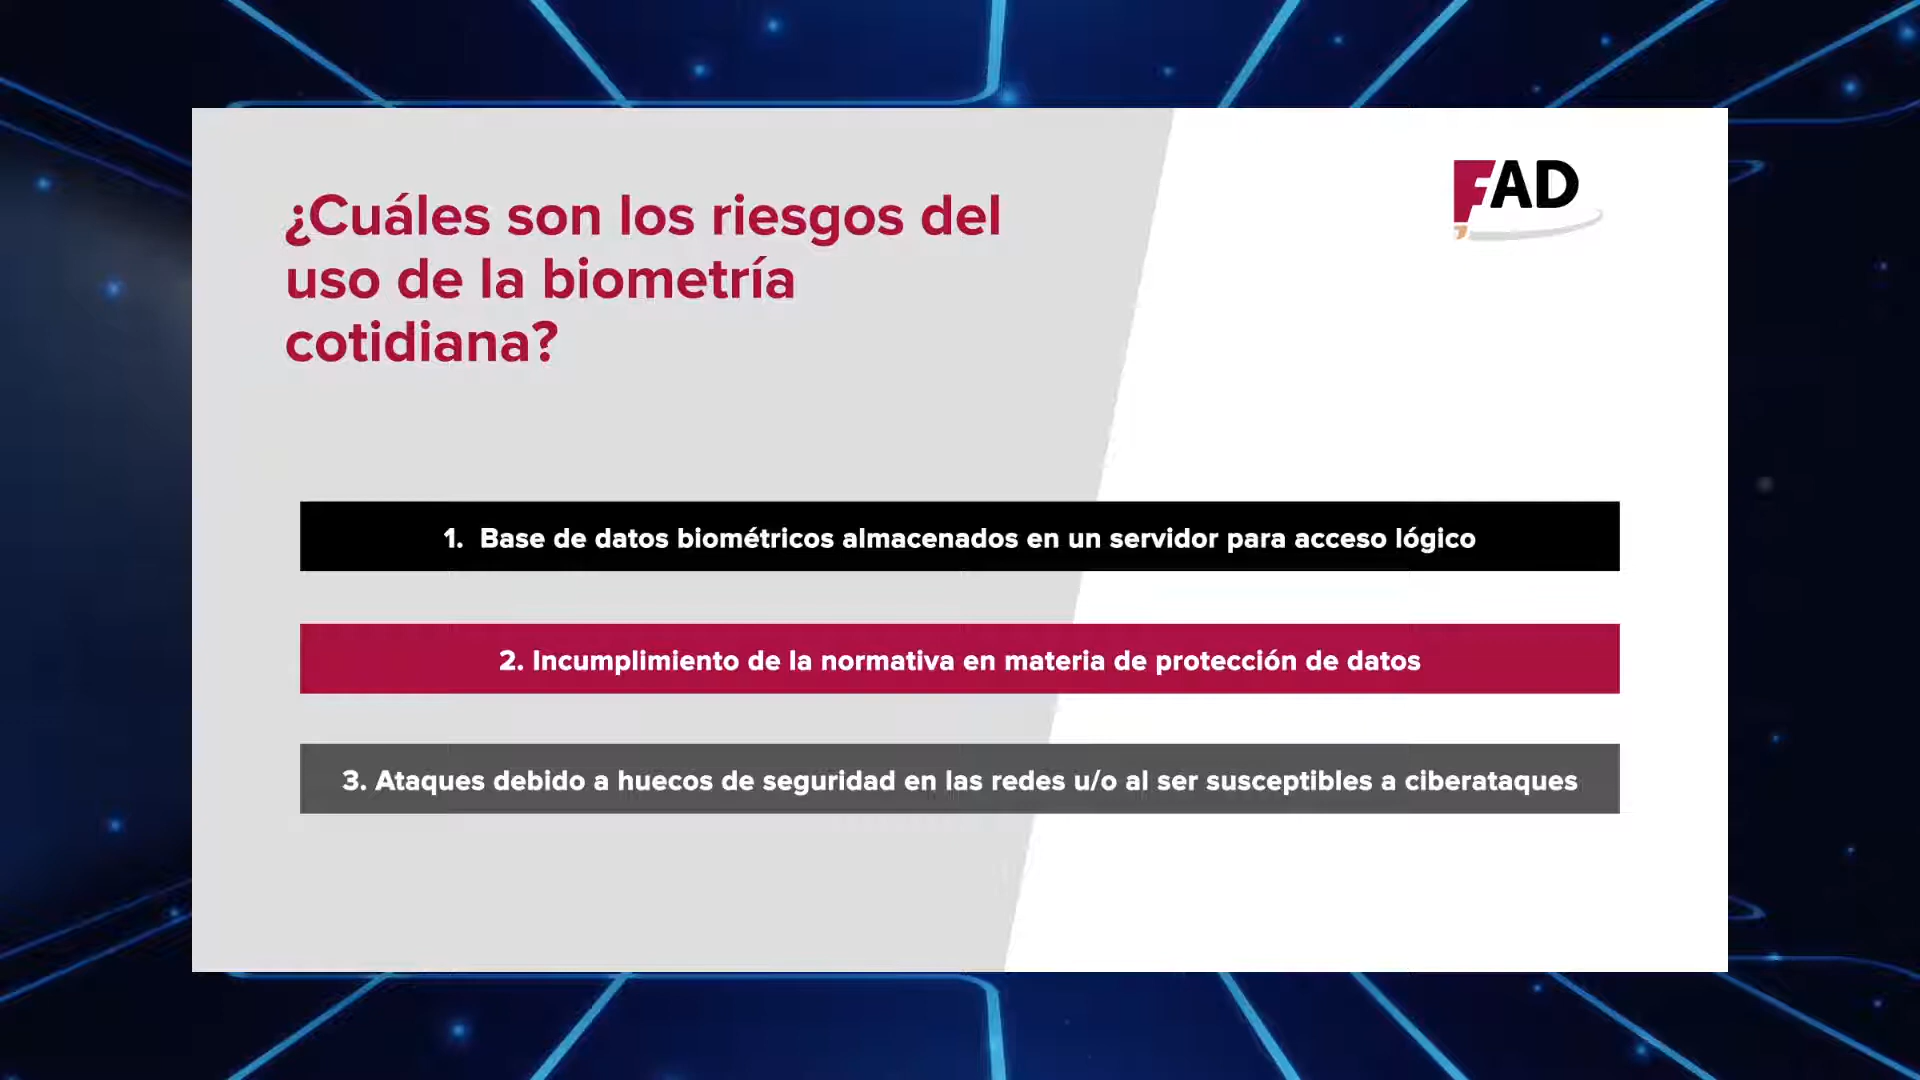 ¿Cuáles son los riesgos del
uso de la biometría
cotidiana?
FAD
1. Base de datos biométricos almacenados en un servidor para acceso lógico
2. Incumplimiento de la normativa en materia de protección de datos
3. Ataques debido a huecos de seguridad en las redes u/o al ser susceptibles a ciberataques